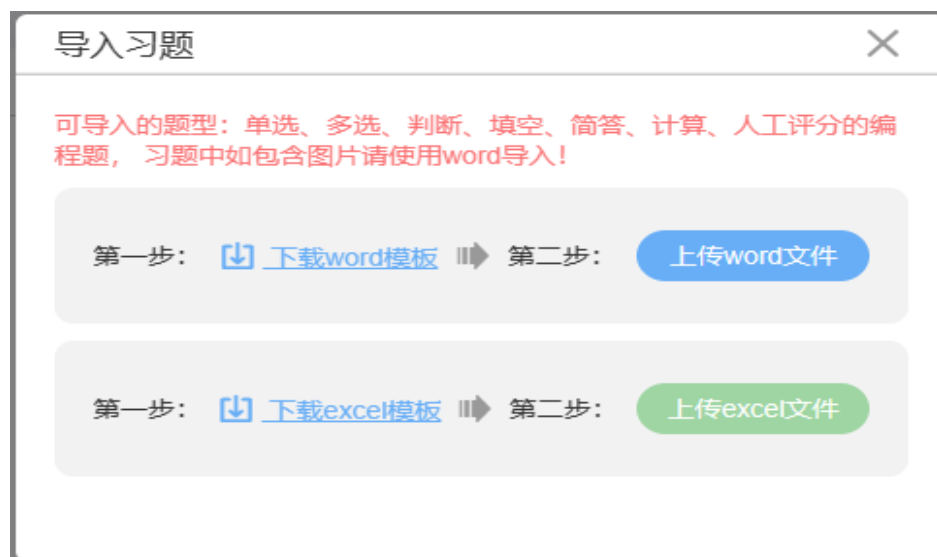 导入习题
可导入的题型：单选、多选、判断、填空、简答、计算、人工评分的编
程题， 习题中如包含图片请使用word导入！
第一步： 下载word模板 第二步： 上传word文件
第一步： 下载excel模板 第二步： 上传excel文件